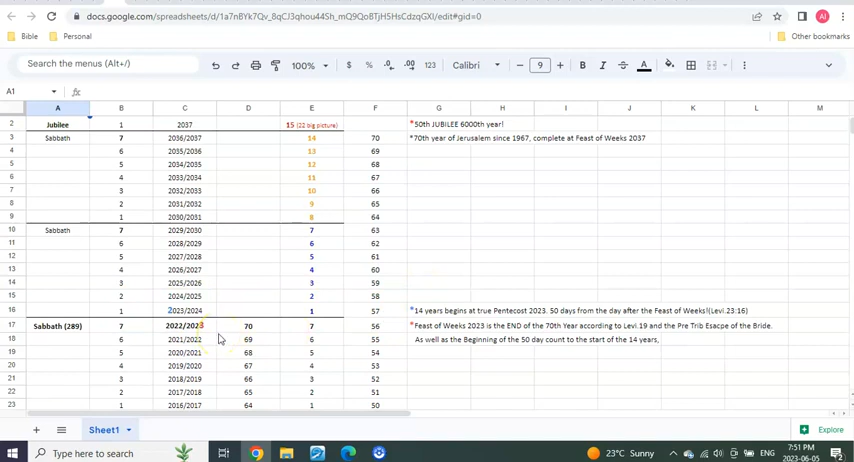 docs.google.com/spreadsheets/d/1a7nBYk7Qv_8qCJ3qhou44Sh_mQ9Qo8TjH5HsCdzqGXI/edit#gid=0
AI
Bible Personal Other bookmarks
Search the menus (Alt+/) 100% $ % .0 .00 123 Calibri − 9 + B I S A
A1 fx
A B C D E F G H I J K L M
2 Jubilee 1 2037 15 (22 big picture) *50th JUBILEE 6000th year!
3 Sabbath 7 2036/2037 14 70 *70th year of Jerusalem since 1967, complete at Feast of Weeks 2037
4 6 2035/2036 13 69
5 5 2034/2035 12 68
6 4 2033/2034 11 67
7 3 2032/2033 10 66
8 2 2031/2032 9 65
9 1 2030/2031 8 64
10 Sabbath 7 2029/2030 7 63
11 6 2028/2029 6 62
12 5 2027/2028 5 61
13 4 2026/2027 4 60
14 3 2025/2026 3 59
15 2 2024/2025 2 58
16 1 2023/2024 1 57 *14 years begins at true Pentecost 2023. 50 days from the day after the Feast of Weeks!(Levi.23:16)
17 Sabbath (289) 7 2022/2023 70 7 56 *Feast of Weeks 2023 is the END of the 70th Year according to Levi.19 and the Pre Trib Esacpe of the Bride.
18 6 2021/2022 69 6 55 As well as the Beginning of the 50 day count to the start of the 14 years,
19 5 2020/2021 68 5 54
20 4 2019/2020 67 4 53
21 3 2018/2019 66 3 52
22 2 2017/2018 65 2 51
23 1 2016/2017 64 1 50
+ Sheet1 Explore
Type here to search 23°C Sunny ENG 7:51 PM
2023-06-05 2